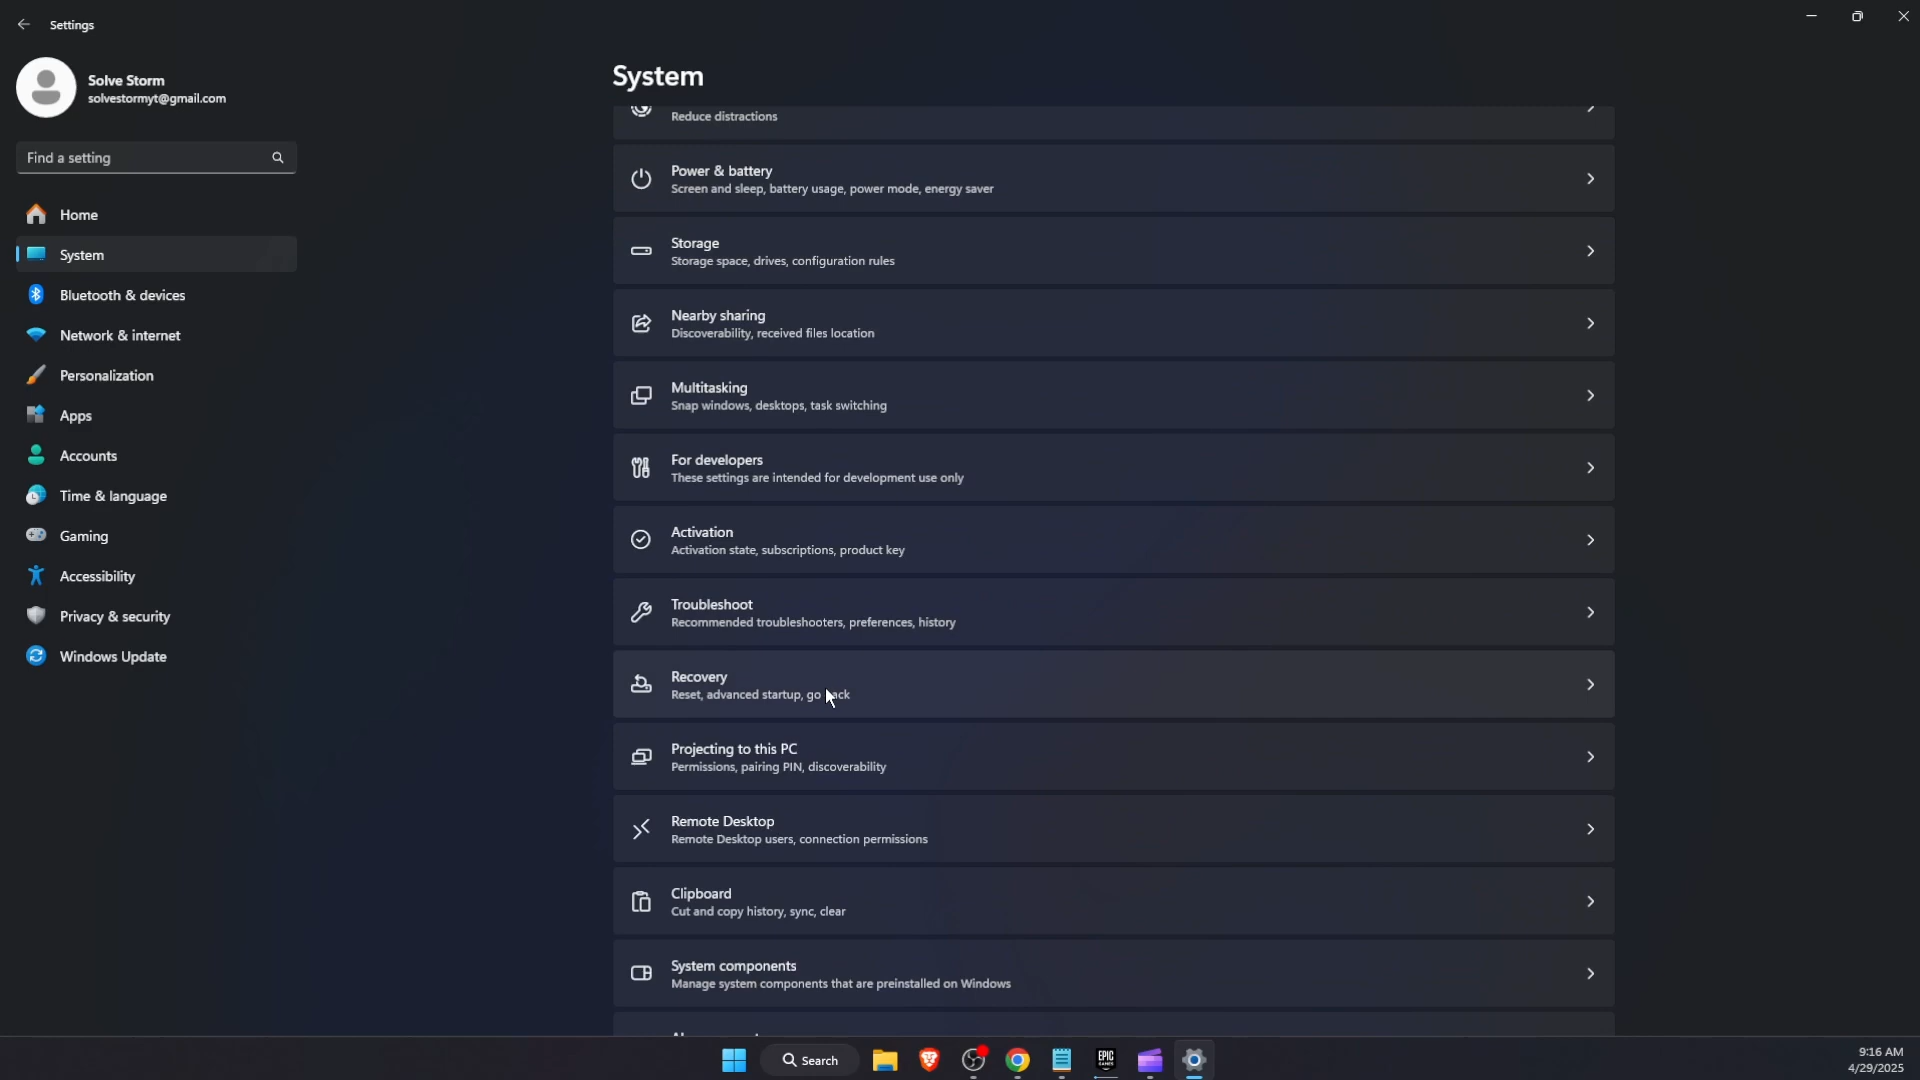 Settings
Solve Storm
solvestormyt@gmail.com
Find a setting
Home
System
Bluetooth & devices
Network & internet
Personalization
Apps
Accounts
Time & language
Gaming
Accessibility
Privacy & security
Windows Update
System
Reduce distractions
Power & battery
Screen and sleep, battery usage, power mode, energy saver
Storage
Storage space, drives, configuration rules
Nearby sharing
Discoverability, received files location
Multitasking
Snap windows, desktops, task switching
For developers
These settings are intended for development use only
Activation
Activation state, subscriptions, product key
Troubleshoot
Recommended troubleshooters, preferences, history
Recovery
Reset, advanced startup, go back
Projecting to this PC
Permissions, pairing PIN, discoverability
Remote Desktop
Remote Desktop users, connection permissions
Clipboard
Cut and copy history, sync, clear
System components
Manage system components that are preinstalled on Windows
Search
EPIC
GAMES
9:16 AM
4/29/2025